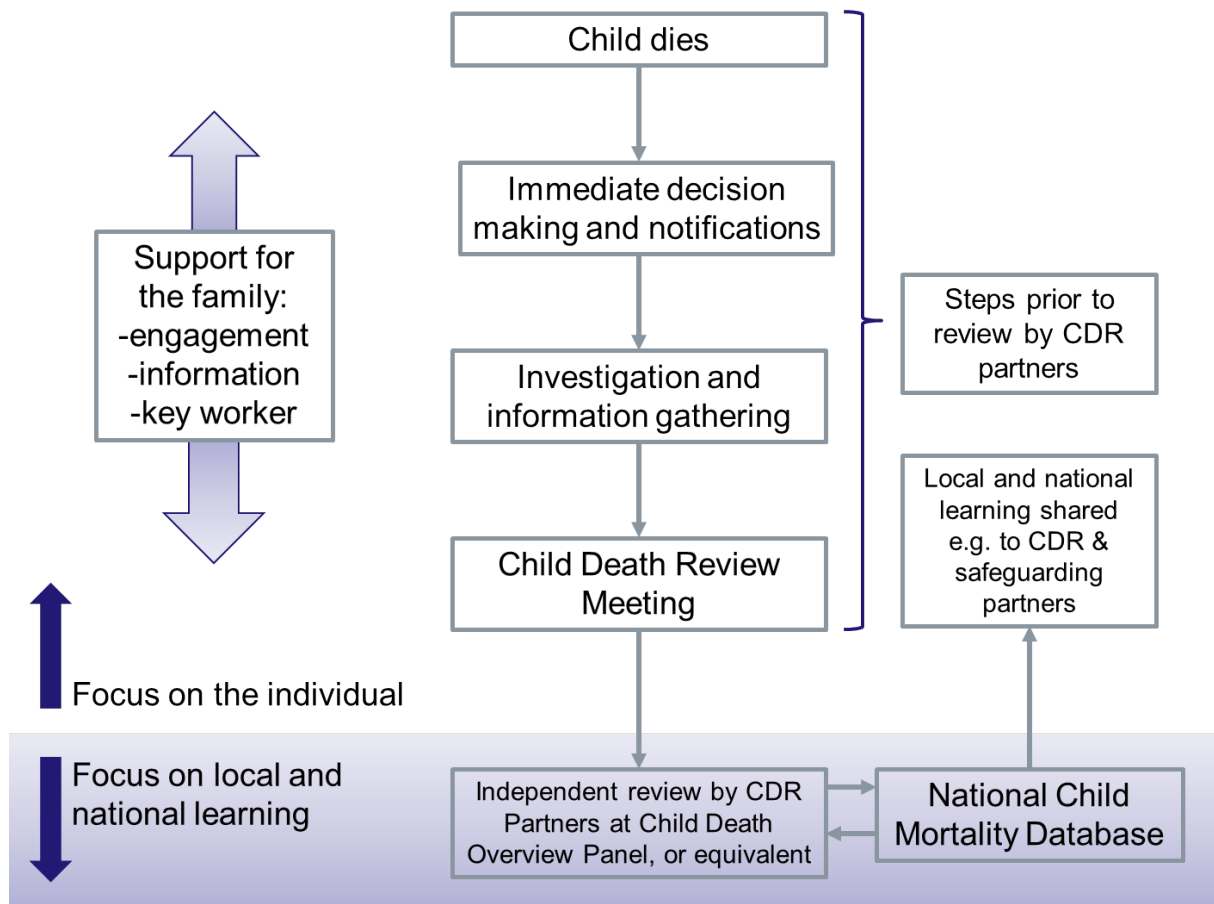 Child dies
Immediate decision
making and notifications
Support for
the family:
-engagement
-information
-key worker
Steps prior to
review by CDR
partners
Investigation and
information gathering
Local and national
learning shared
e.g. to CDR &
safeguarding
partners
Child Death Review
Meeting
Focus on the individual
Focus on local and
national learning
Independent review by CDR
Partners at Child Death
Overview Panel, or equivalent
National Child
Mortality Database